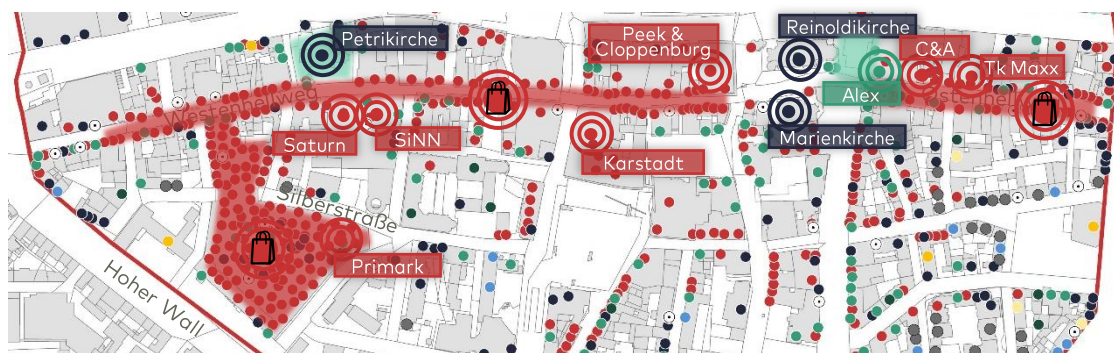 Petrikirche
Peek &
Cloppenburg
Reinoldikirche
C&A
Tk Maxx
Alex
Westenhellweg
Saturn
SiNN
Karstadt
Marienkirche
Silberstraße
Primark
Hoher Wall